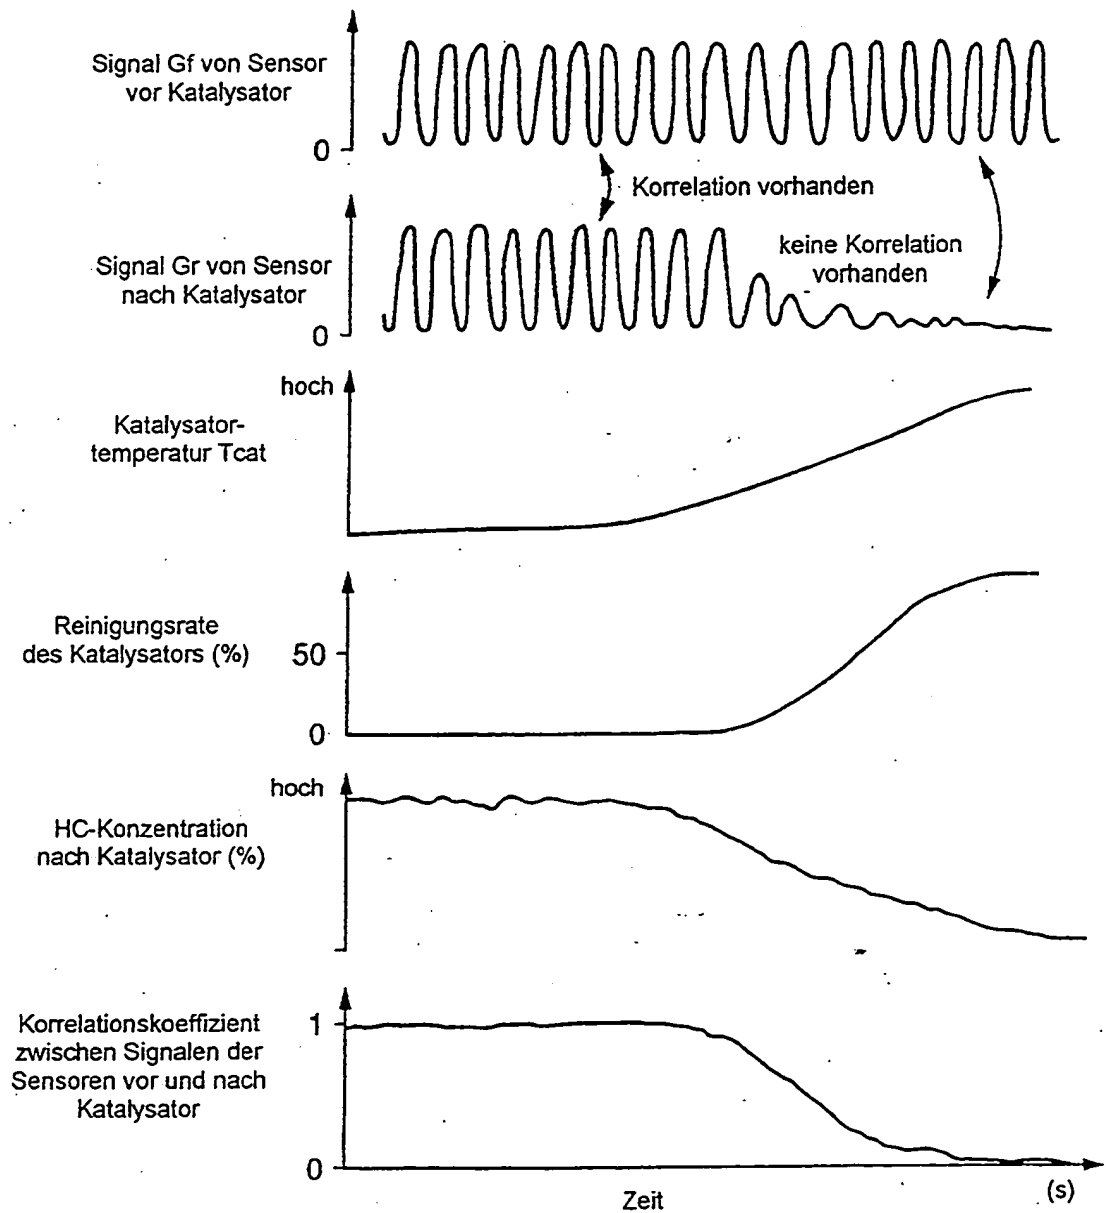 Signal Gf von Sensor
vor Katalysator
0
Korrelation vorhanden
Signal Gr von Sensor
nach Katalysator
0
keine Korrelation
vorhanden
hoch
Katalysator-
temperatur Tcat
Reinigungsrate
des Katalysators (%)
50
0
hoch
HC-Konzentration
nach Katalysator (%)
Korrelationskoeffizient
zwischen Signalen der
Sensoren vor und nach
Katalysator
1
0
Zeit
(s)